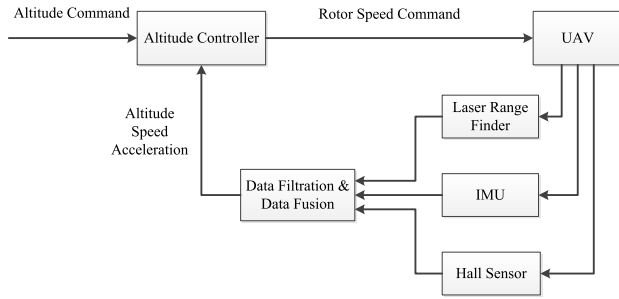 Altitude Command
Altitude Controller
Rotor Speed Command
UAV
Laser Range
Finder
Altitude
Speed
Acceleration
Data Filtration &
Data Fusion
IMU
Hall Sensor